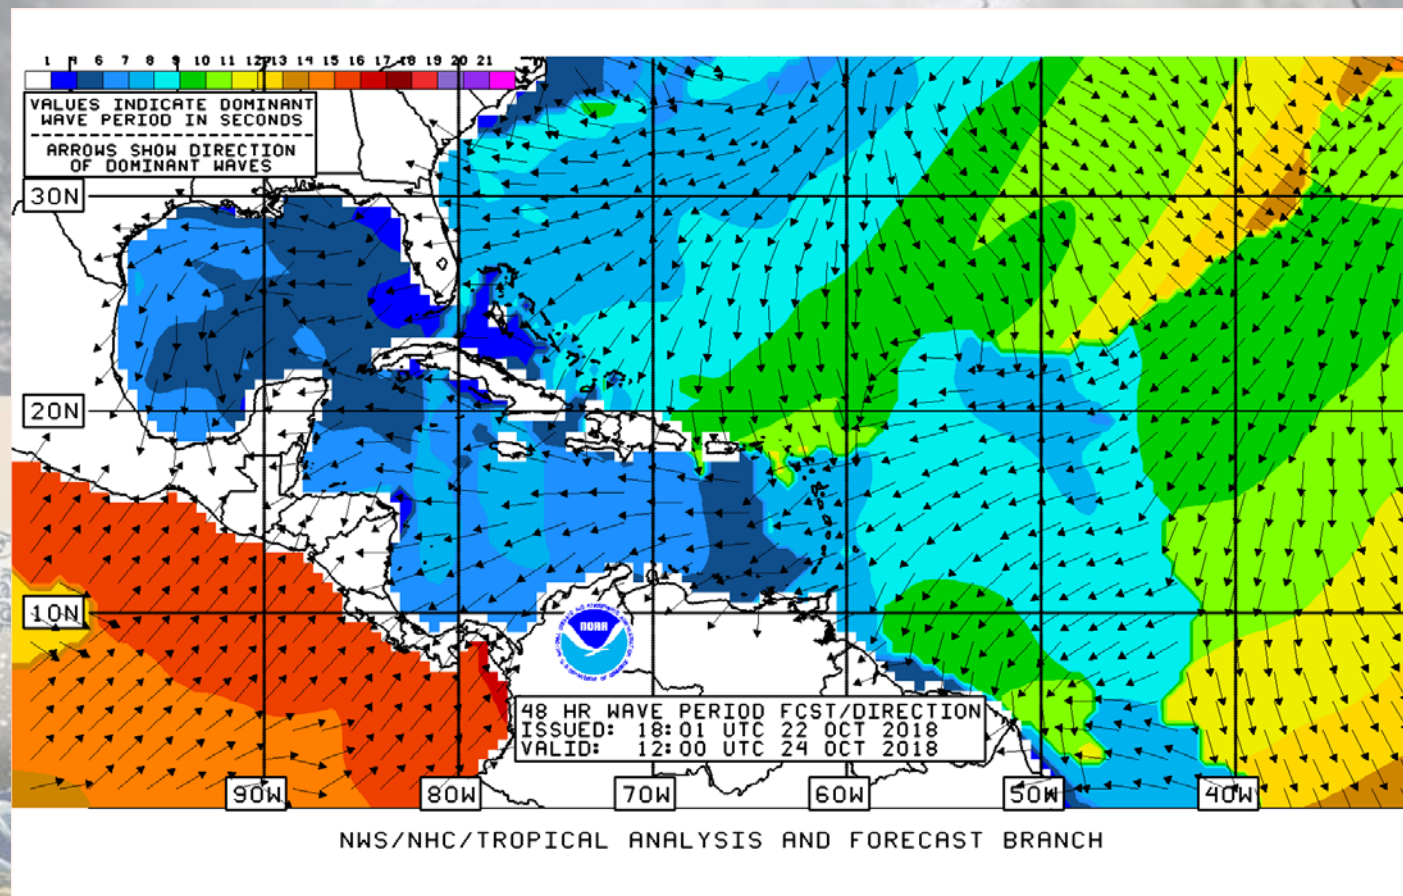 1 4 6 7 8 9 10 11 12 13 14 15 16 17 18 19 20 21
VALUES INDICATE DOMINANT
WAVE PERIOD IN SECONDS
ARROWS SHOW DIRECTION
OF DOMINANT WAVES
30N
20N
10N
NOAA
48 HR WAVE PERIOD FCST/DIRECTION
ISSUED: 18:01 UTC 22 OCT 2018
VALID: 12:00 UTC 24 OCT 2018
90W 80W 70W 60W 50W 40W
NWS/NHC/TROPICAL ANALYSIS AND FORECAST BRANCH